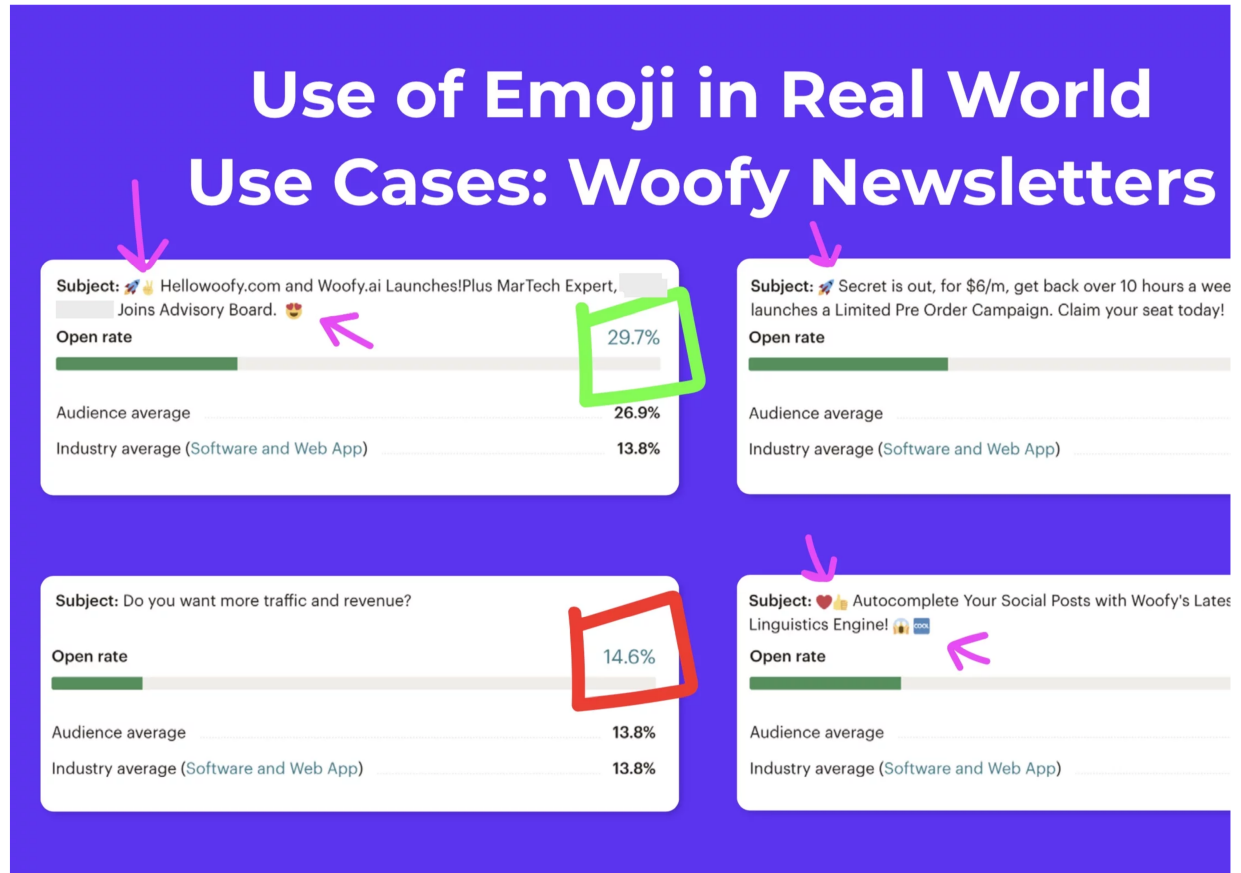 Use of Emoji in Real World
Use Cases: Woofy Newsletters
Subject: 🚀✌️ Hellowoofy.com and Woofy.ai Launches!Plus MarTech Expert,
Joins Advisory Board. 😍
Open rate
29.7%
Audience average 26.9%
Industry average (Software and Web App) 13.8%
Subject: 🚀 Secret is out, for $6/m, get back over 10 hours a wee
launches a Limited Pre Order Campaign. Claim your seat today!
Open rate
Audience average
Industry average (Software and Web App)
Subject: Do you want more traffic and revenue?
Open rate
14.6%
Audience average 13.8%
Industry average (Software and Web App) 13.8%
Subject: ❤️👍 Autocomplete Your Social Posts with Woofy's Lates
Linguistics Engine! 😱🆒
Open rate
Audience average
Industry average (Software and Web App)